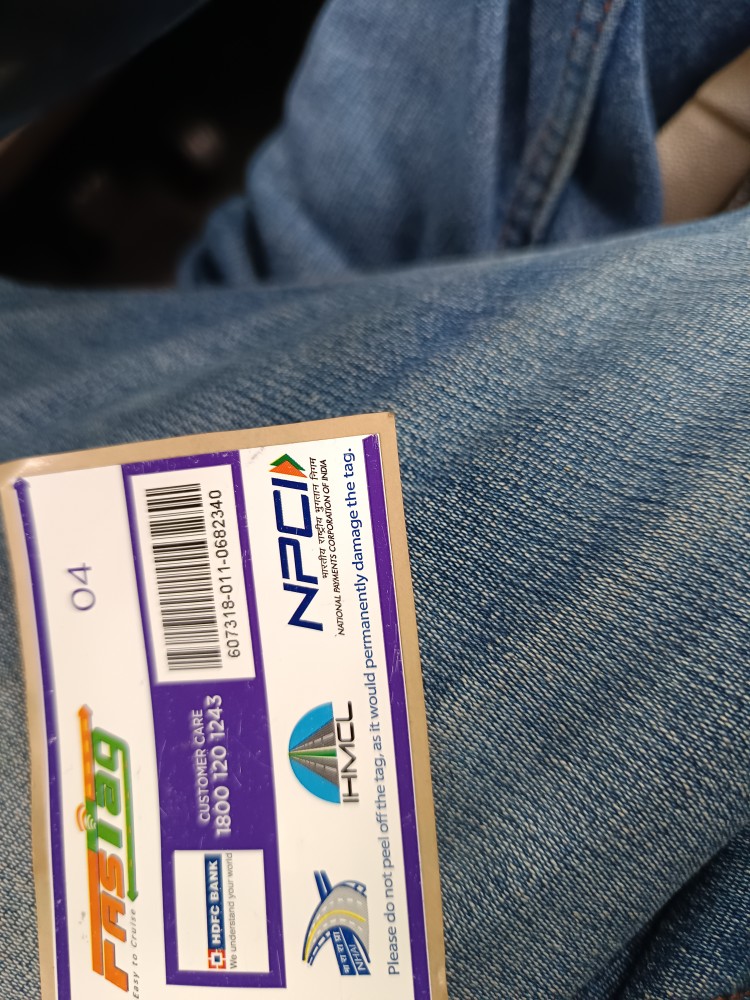 FASTag
Easy to Cruise
04
HDFC BANK
We understand your world
CUSTOMER CARE
1800 120 1243
607318-011-0682340
भा रा रा प्रा
NHAI
IHMCL
NPCI
भारतीय राष्ट्रीय भुगतान निगम
NATIONAL PAYMENTS CORPORATION OF INDIA
Please do not peel off the tag, as it would permanently damage the tag.